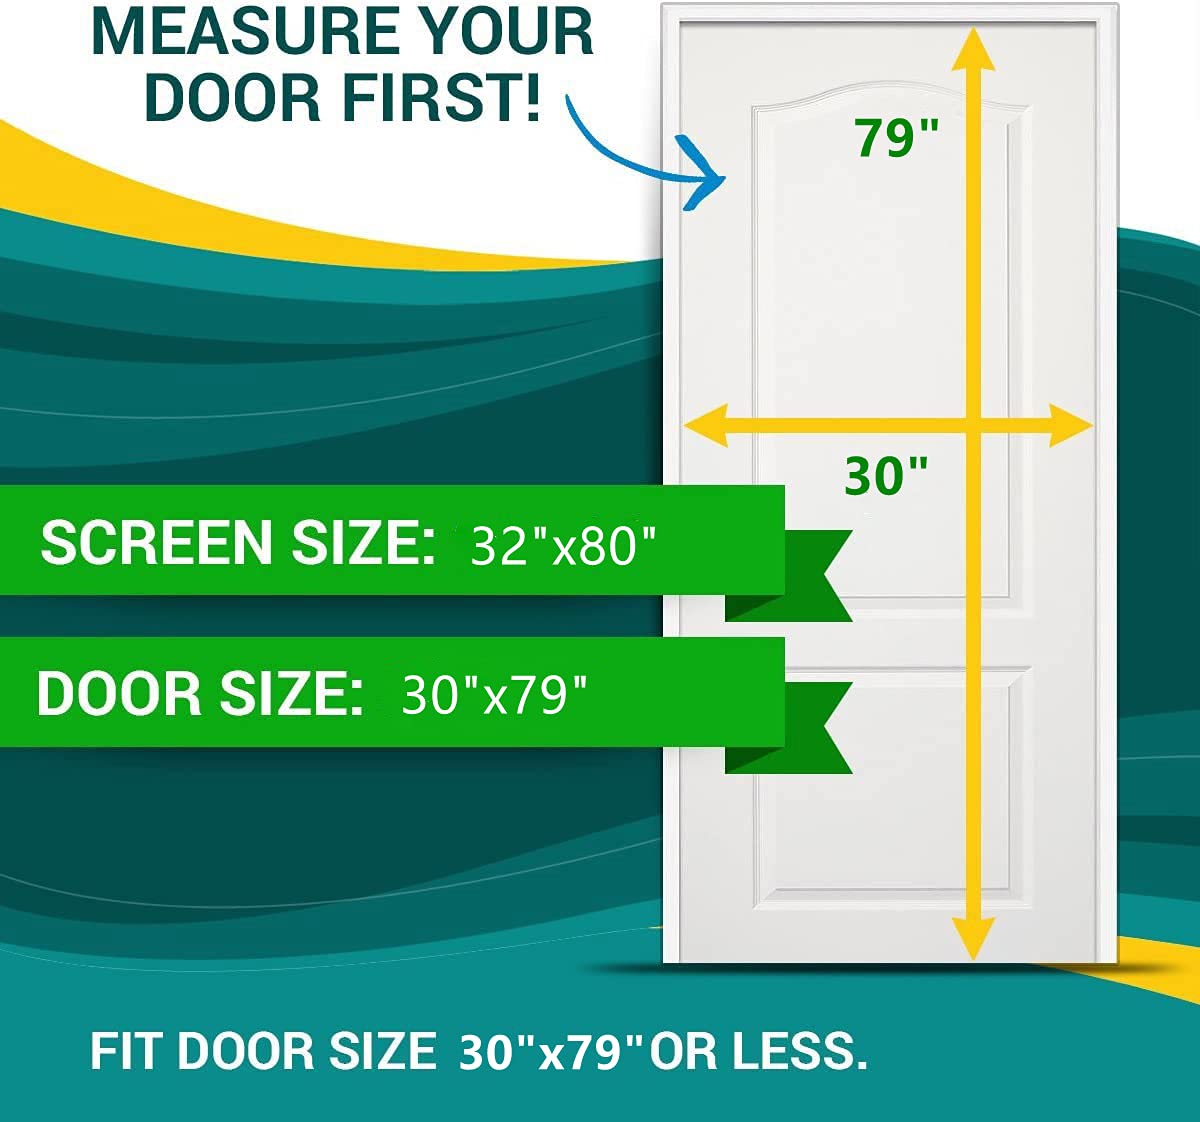 MEASURE YOUR
DOOR FIRST!
79"
30"
SCREEN SIZE: 32"x80"
DOOR SIZE: 30"x79"
FIT DOOR SIZE 30"x79" OR LESS.